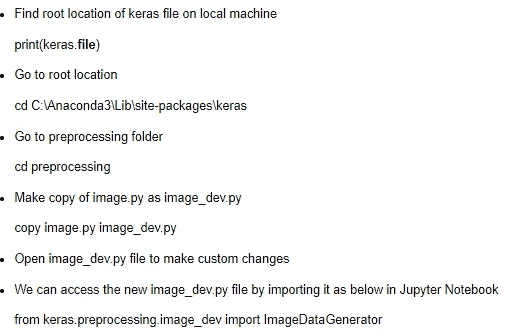 Find root location of keras file on local machine
print(keras.file)
Go to root location
cd C:\Anaconda3\Lib\site-packages\keras
Go to preprocessing folder
cd preprocessing
Make copy of image.py as image_dev.py
copy image.py image_dev.py
Open image_dev.py file to make custom changes
We can access the new image_dev.py file by importing it as below in Jupyter Notebook
from keras.preprocessing.image_dev import ImageDataGenerator